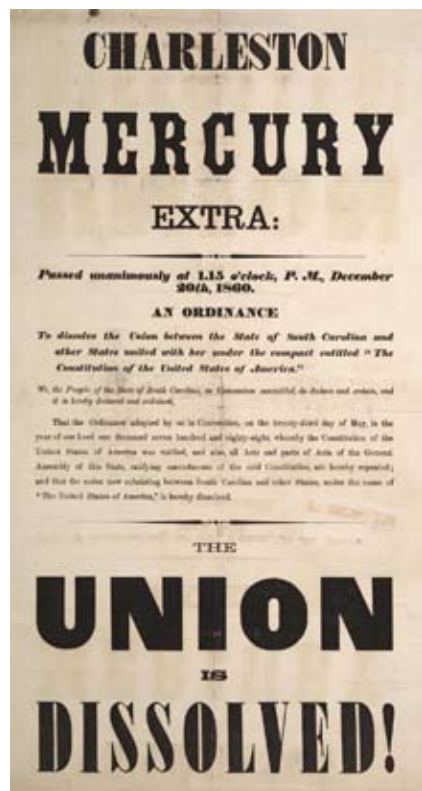 CHARLESTON
MERCURY
EXTRA:
Passed unanimously at 1.15 o'clock, P. M., December
20th, 1860.
AN ORDINANCE
To dissolve the Union between the State of South Carolina and
other States united with her under the compact entitled " The
Constitution of the United States of America."
We, the People of the State of South Carolina, in Convention assembled, do declare and ordain, and
it is hereby declared and ordained,
That the Ordinance adopted by us in Convention, on the twenty-third day of May, in the
year of our Lord one thousand seven hundred and eighty-eight, whereby the Constitution of the
United States of America was ratified, and also, all Acts and parts of Acts of the General
Assembly of this State, ratifying amendments of the said Constitution, are hereby repealed;
and that the union now subsisting between South Carolina and other States, under the name of
"The United States of America," is hereby dissolved.
THE
UNION
IS
DISSOLVED!